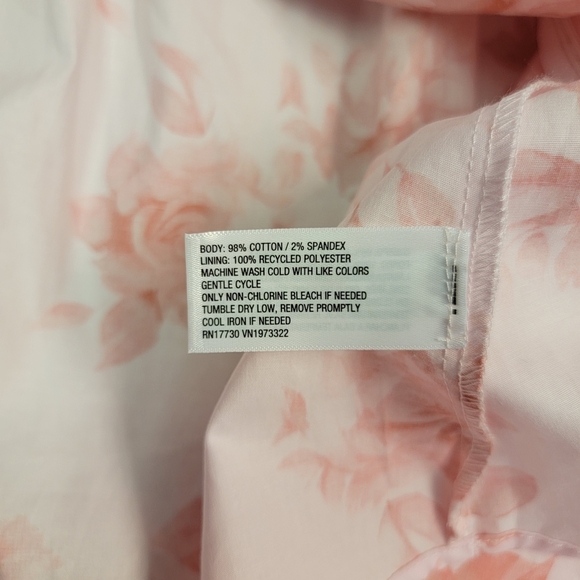 BODY: 98% COTTON / 2% SPANDEX
LINING: 100% RECYCLED POLYESTER
MACHINE WASH COLD WITH LIKE COLORS
GENTLE CYCLE
ONLY NON-CHLORINE BLEACH IF NEEDED
TUMBLE DRY LOW, REMOVE PROMPTLY
COOL IRON IF NEEDED
RN17730 VN1973322